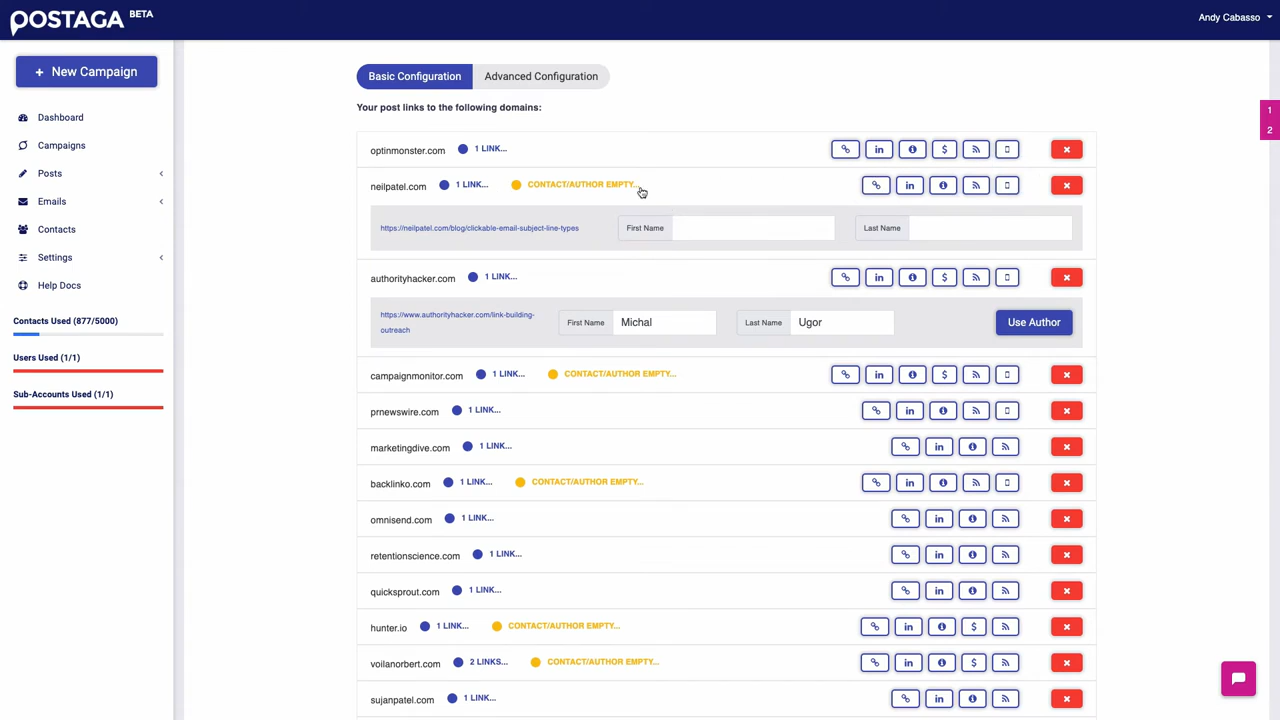 POSTAGA BETA
Andy Cabasso
+ New Campaign
Dashboard
Campaigns
Posts
Emails
Contacts
Settings
Help Docs
Contacts Used (877/5000)
Users Used (1/1)
Sub-Accounts Used (1/1)
Basic Configuration Advanced Configuration
Your post links to the following domains:
optinmonster.com 1 LINK...
neilpatel.com 1 LINK... CONTACT/AUTHOR EMPTY...
https://neilpatel.com/blog/clickable-email-subject-line-types First Name Last Name
authorityhacker.com 1 LINK...
https://www.authorityhacker.com/link-building-
outreach
First Name Michal Last Name Ugor Use Author
campaignmonitor.com 1 LINK... CONTACT/AUTHOR EMPTY...
prnewswire.com 1 LINK...
marketingdive.com 1 LINK...
backlinko.com 1 LINK... CONTACT/AUTHOR EMPTY...
omnisend.com 1 LINK...
retentionscience.com 1 LINK...
quicksprout.com 1 LINK...
hunter.io 1 LINK... CONTACT/AUTHOR EMPTY...
voilanorbert.com 2 LINKS... CONTACT/AUTHOR EMPTY...
sujanpatel.com 1 LINK...
1
2